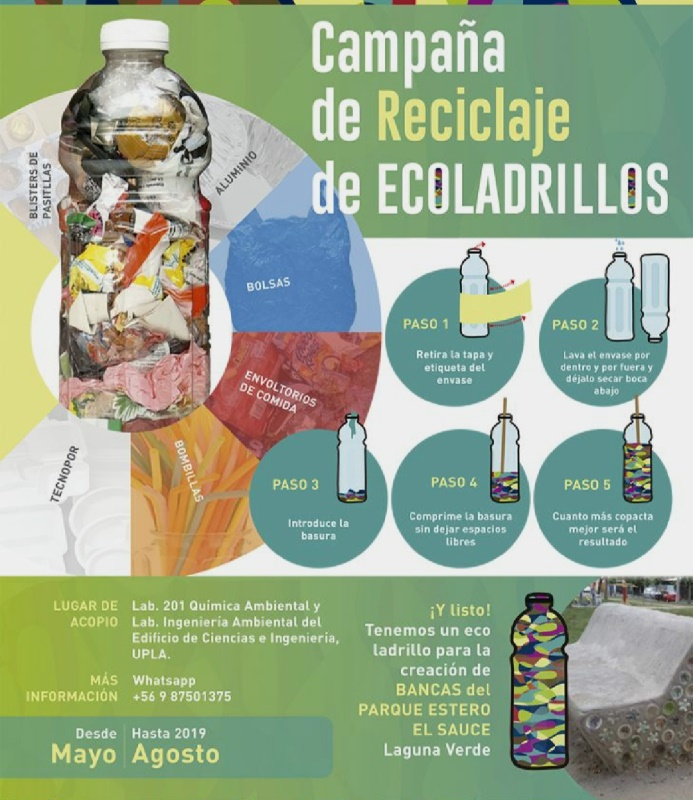 Campaña
de Reciclaje
de ECOLADRILLOS
BLISTERS DE
PASITLLAS
ALUMINIO
BOLSAS
ENVOLTORIOS
DE COMIDA
BOMBILLAS
TECNOPOR
PASO 1
Retira la tapa y
etiqueta del
envase
PASO 2
Lava el envase por
dentro y por fuera y
déjalo secar boca
abajo
PASO 3
Introduce la
basura
PASO 4
Comprime la basura
sin dejar espacios
libres
PASO 5
Cuanto más copacta
mejor será el
resultado
LUGAR DE
ACOPIO
Lab. 201 Quimica Ambiental y
Lab. Ingeniería Ambiental del
Edificio de Ciencias e Ingeniería,
UPLA.
MÁS
INFORMACIÓN
Whatsapp
+56 9 87501375
Desde
Mayo
Hasta 2019
Agosto
¡Y listo!
Tenemos un eco
ladrillo para la
creación de
BANCAS del
PARQUE ESTERO
EL SAUCE
Laguna Verde